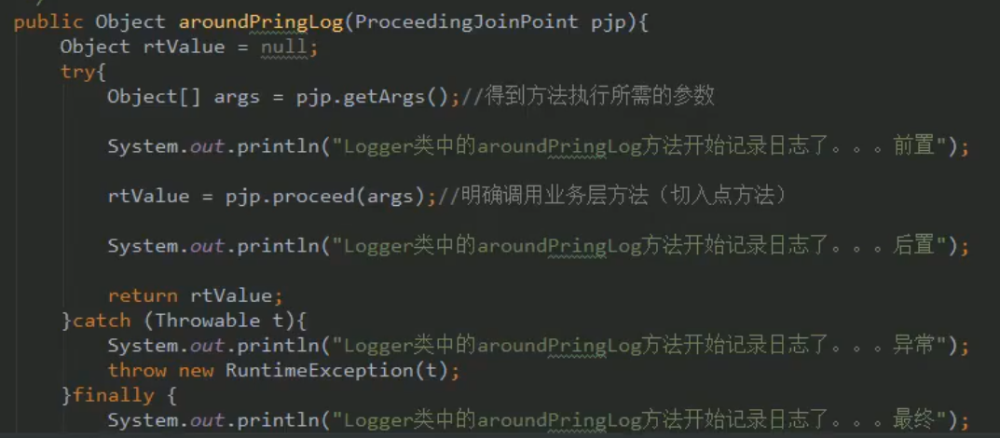 public Object aroundPringLog(ProceedingJoinPoint pjp){
Object rtValue = null;
try{
Object[] args = pjp.getArgs();//得到方法执行所需的参数
System.out.println("Logger类中的aroundPringLog方法开始记录日志了。。。前置");
rtValue = pjp.proceed(args);//明确调用业务层方法（切入点方法）
System.out.println("Logger类中的aroundPringLog方法开始记录日志了。。。后置");
return rtValue;
}catch (Throwable t){
System.out.println("Logger类中的aroundPringLog方法开始记录日志了。。。异常");
throw new RuntimeException(t);
}finally {
System.out.println("Logger类中的aroundPringLog方法开始记录日志了。。。最终");